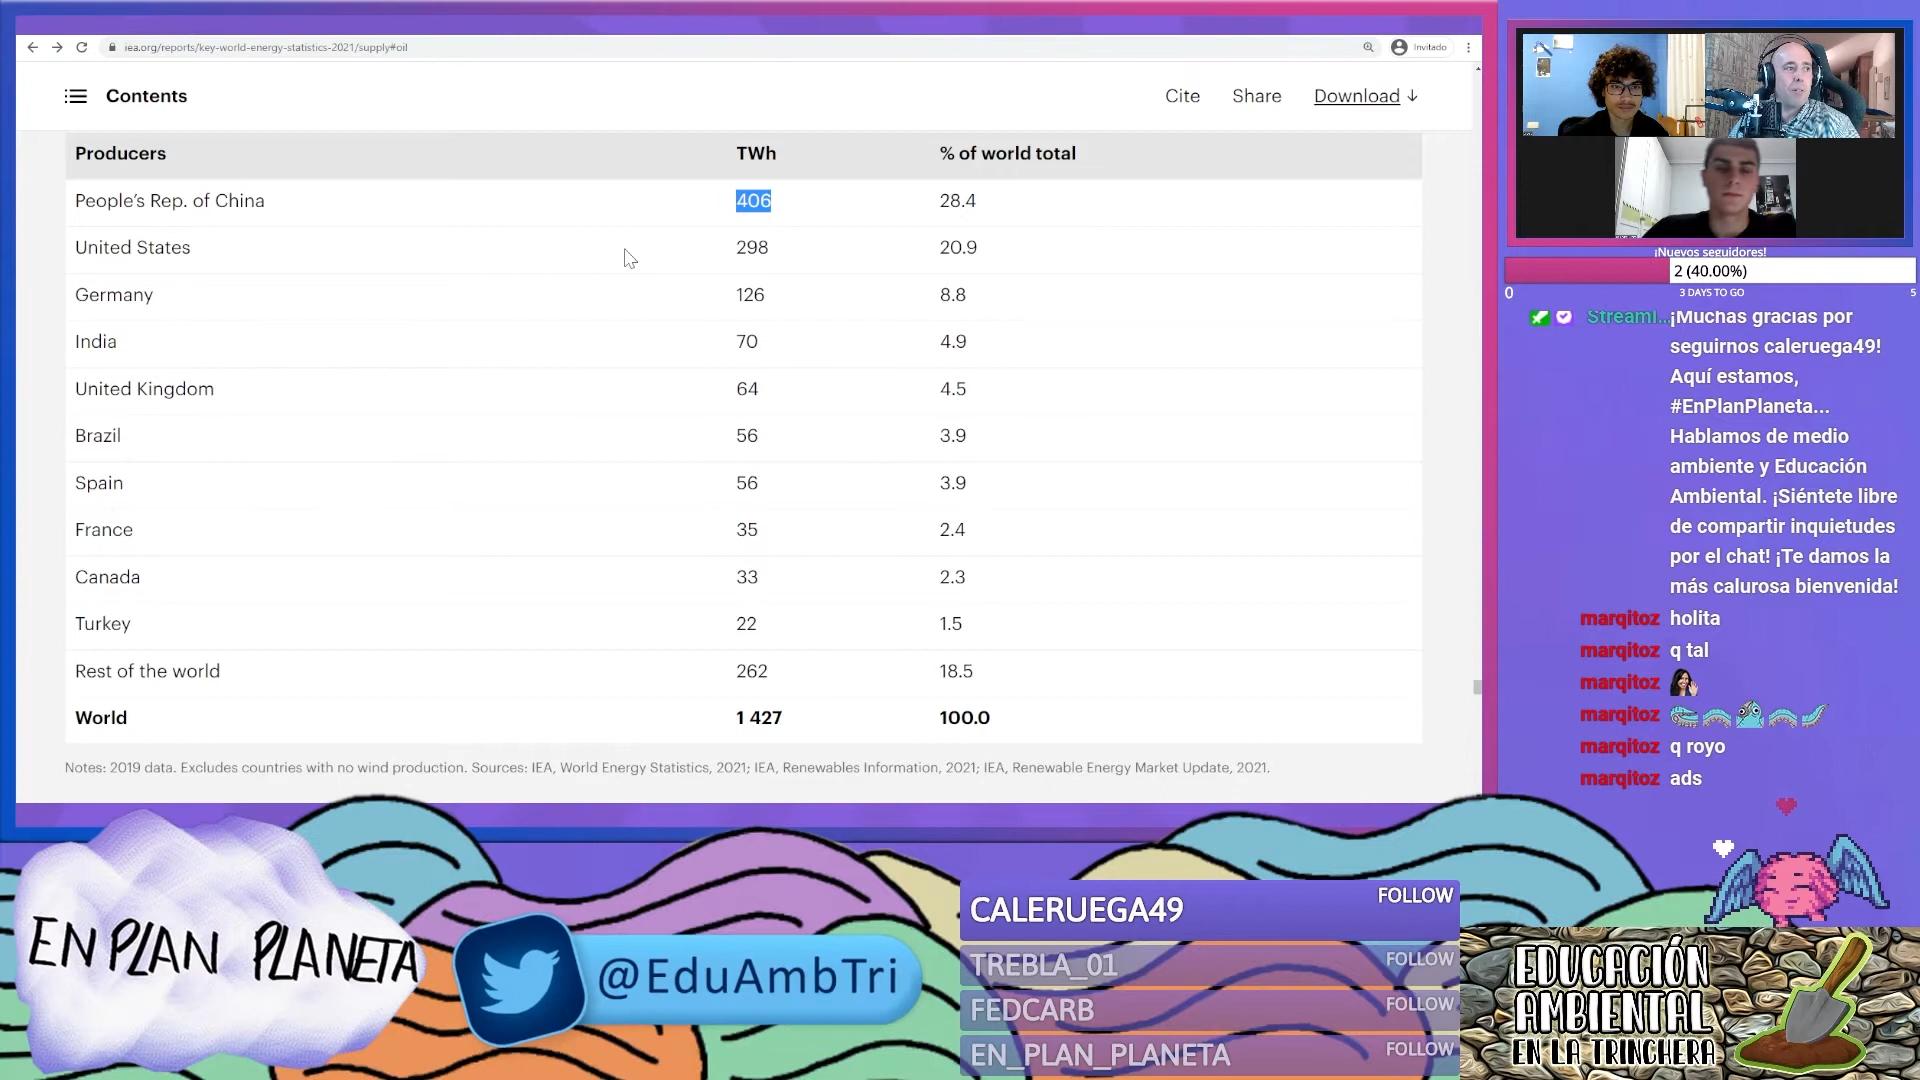 iea.org/reports/key-world-energy-statistics-2021/supply#oil
Invitado
Contents
Cite Share Download ↓
Producers TWh % of world total
People’s Rep. of China 406 28.4
United States 298 20.9
Germany 126 8.8
India 70 4.9
United Kingdom 64 4.5
Brazil 56 3.9
Spain 56 3.9
France 35 2.4
Canada 33 2.3
Turkey 22 1.5
Rest of the world 262 18.5
World 1 427 100.0
Notes: 2019 data. Excludes countries with no wind production. Sources: IEA, World Energy Statistics, 2021; IEA, Renewables Information, 2021; IEA, Renewable Energy Market Update, 2021.
¡Nuevos seguidores!
2 (40.00%)
0 3 DAYS TO GO 5
Streaml... ¡Muchas gracias por
seguirnos caleruega49!
Aquí estamos,
#EnPlanPlaneta...
Hablamos de medio
ambiente y Educación
Ambiental. ¡Siéntete libre
de compartir inquietudes
por el chat! ¡Te damos la
más calurosa bienvenida!
marqitoz holita
marqitoz q tal
marqitoz
marqitoz
marqitoz q royo
marqitoz ads
EN PLAN PLANETA
@EduAmbTri
CALERUEGA49 FOLLOW
TREBLA_01 FOLLOW
FEDCARB FOLLOW
EN_PLAN_PLANETA FOLLOW
EDUCACIÓN
AMBIENTAL
EN LA TRINCHERA